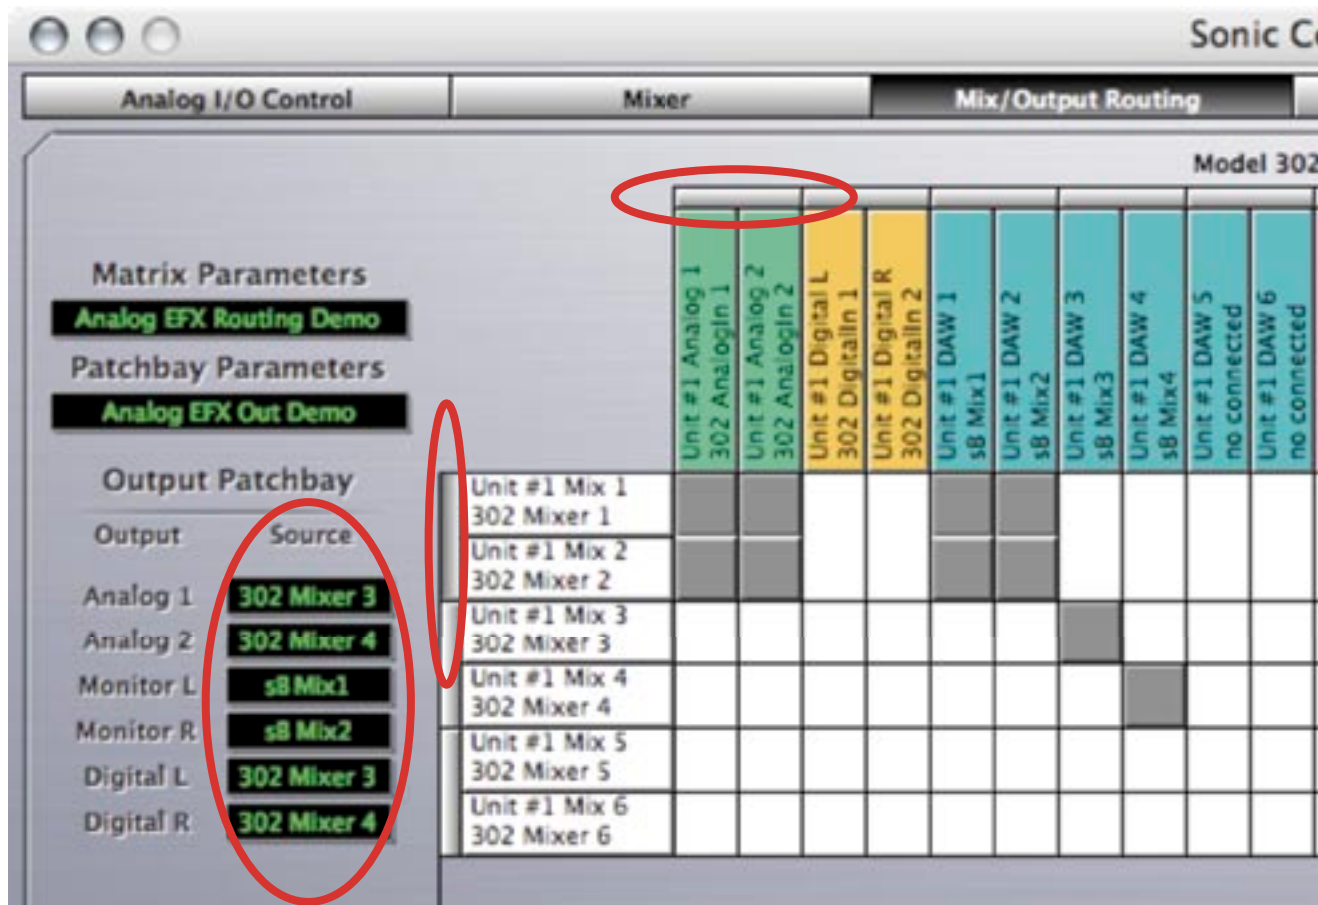 Sonic C
Analog I/O Control
Mixer
Mix/Output Routing
Model 302
Matrix Parameters
Analog EFX Routing Demo
Patchbay Parameters
Analog EFX Out Demo
Output Patchbay
Output Source
Analog 1 302 Mixer 3
Analog 2 302 Mixer 4
Monitor L sB Mix1
Monitor R sB Mix2
Digital L 302 Mixer 3
Digital R 302 Mixer 4
Unit #1 Analog 1
302 AnalogIn 1
Unit #1 Analog 2
302 AnalogIn 2
Unit #1 Digital L
302 DigitalIn 1
Unit #1 Digital R
302 DigitalIn 2
Unit #1 DAW 1
sB Mix1
Unit #1 DAW 2
sB Mix2
Unit #1 DAW 3
sB Mix3
Unit #1 DAW 4
sB Mix4
Unit #1 DAW 5
no connected
Unit #1 DAW 6
no connected
Unit #1 Mix 1
302 Mixer 1
Unit #1 Mix 2
302 Mixer 2
Unit #1 Mix 3
302 Mixer 3
Unit #1 Mix 4
302 Mixer 4
Unit #1 Mix 5
302 Mixer 5
Unit #1 Mix 6
302 Mixer 6